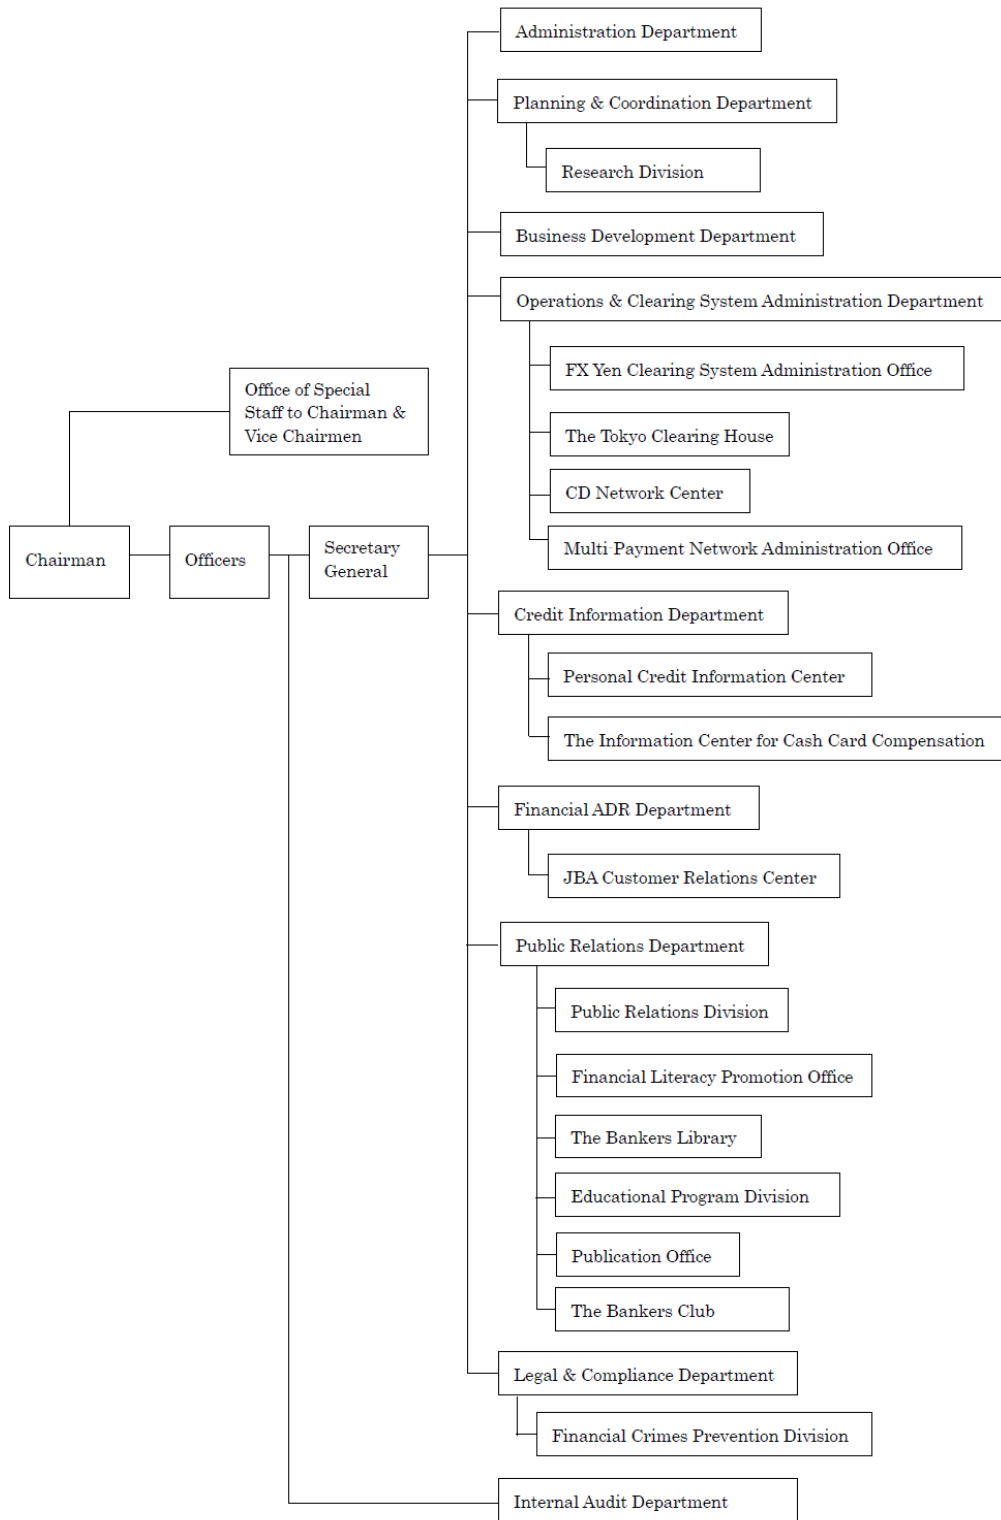 Administration Department
Planning & Coordination Department
Research Division
Business Development Department
Operations & Clearing System Administration Department
FX Yen Clearing System Administration Office
Office of Special
Staff to Chairman &
Vice Chairmen
The Tokyo Clearing House
CD Network Center
Chairman
Officers
Secretary
General
Multi-Payment Network Administration Office
Credit Information Department
Personal Credit Information Center
The Information Center for Cash Card Compensation
Financial ADR Department
JBA Customer Relations Center
Public Relations Department
Public Relations Division
Financial Literacy Promotion Office
The Bankers Library
Educational Program Division
Publication Office
The Bankers Club
Legal & Compliance Department
Financial Crimes Prevention Division
Internal Audit Department